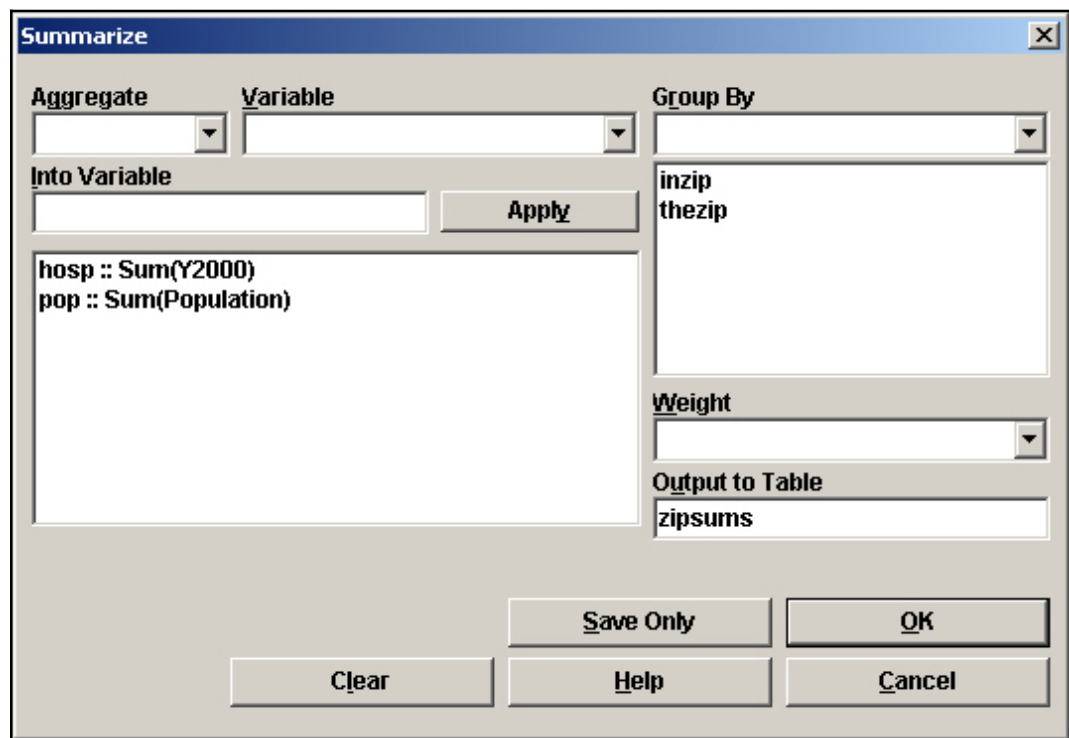 Summarize
Aggregate
Variable
Group By
Into Variable
Apply
inzip
thezip
hosp :: Sum(Y2000)
pop :: Sum(Population)
Weight
Output to Table
zipsums
Save Only
OK
Clear
Help
Cancel